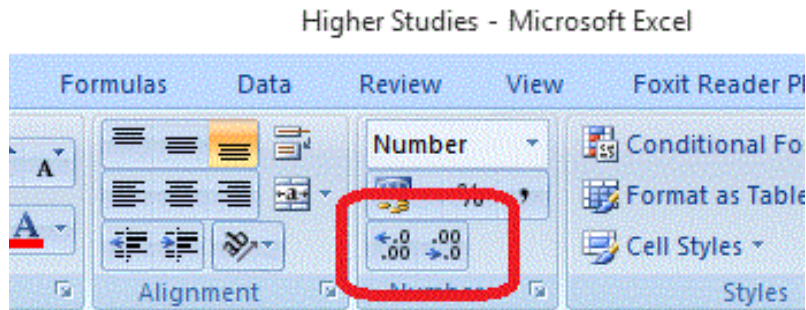 Higher Studies - Microsoft Excel
Formulas Data Review View Foxit Reader P
A Number Conditional Fo
a % , Format as Table
A ←.0 .00 .00 →.0 Cell Styles
Alignment Number Styles